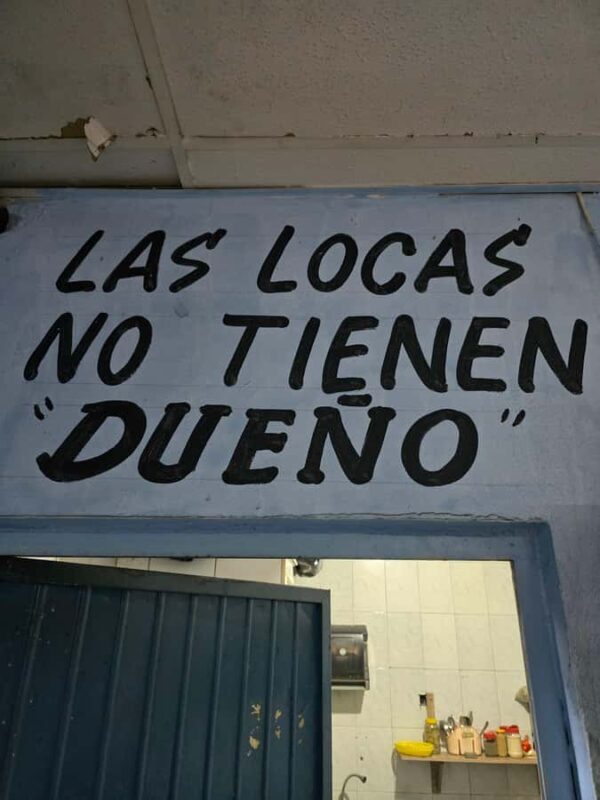 LAS LOCAS
NO TIENEN
"DUEÑO"